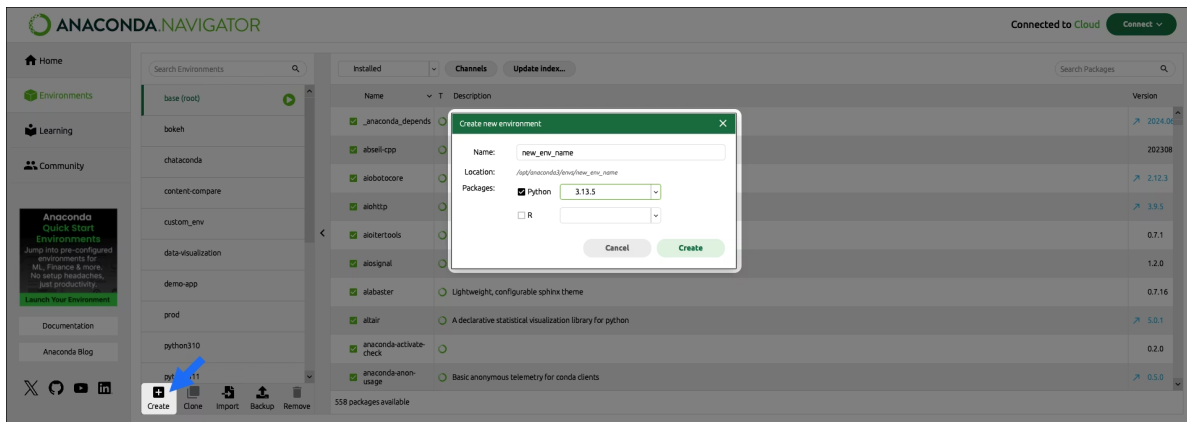 ANACONDA.NAVIGATOR
Connected to Cloud
Connect
Home
Environments
Learning
Community
Anaconda
Quick Start
Environments
Jump into pre-configured
environments for
ML, Finance & more.
No setup headaches,
just productivity.
Launch Your Environment
Documentation
Anaconda Blog
Search Environments
base (root)
bokeh
chataconda
content-compare
custom_env
data-visualization
demo-app
prod
python310
Create
Clone
Import
Backup
Remove
Installed
Channels
Update index...
Search Packages
Name
T
Description
Version
_anaconda_depends
abseil-cpp
202308
aiobotocore
2.12.3
aiohttp
3.9.5
aioitertools
0.7.1
aiosignal
1.2.0
alabaster
Lightweight, configurable sphinx theme
0.7.16
altair
A declarative statistical visualization library for python
5.0.1
anaconda-activate-
check
0.2.0
anaconda-anon-
usage
Basic anonymous telemetry for conda clients
0.5.0
558 packages available
Create new environment
Name:
new_env_name
Location:
/opt/anaconda3/envs/new_env_name
Packages:
Python
3.13.5
R
Cancel
Create